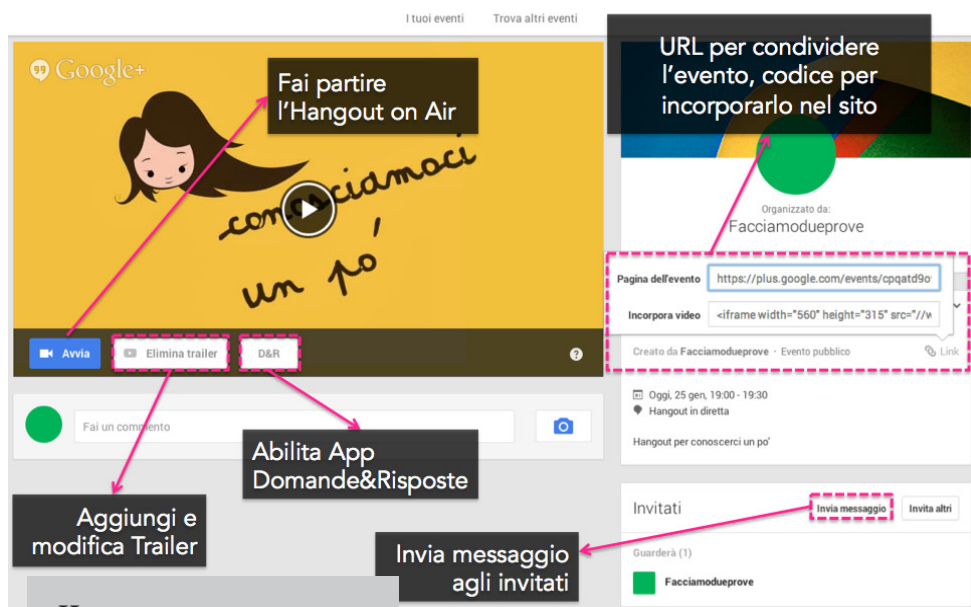 I tuoi eventi Trova altri eventi
Google+
Fai partire
l'Hangout on Air
conosciamoci
un po'
URL per condividere
l'evento, codice per
incorporarlo nel sito
Organizzato da:
Facciamodueprove
Pagina dell'evento https://plus.google.com/events/cpqatd9o
Incorpora video <iframe width="560" height="315" src="//w
Avvia Elimina trailer D&R ?
Creato da Facciamodueprove · Evento pubblico Link
Oggi, 25 gen, 19:00 - 19:30
Hangout in diretta
Hangout per conoscerci un po'
Fai un commento
Abilita App
Domande&Risposte
Aggiungi e
modifica Trailer
Invitati Invia messaggio Invita altri
Invia messaggio
agli invitati
Guarderà (1)
Facciamodueprove